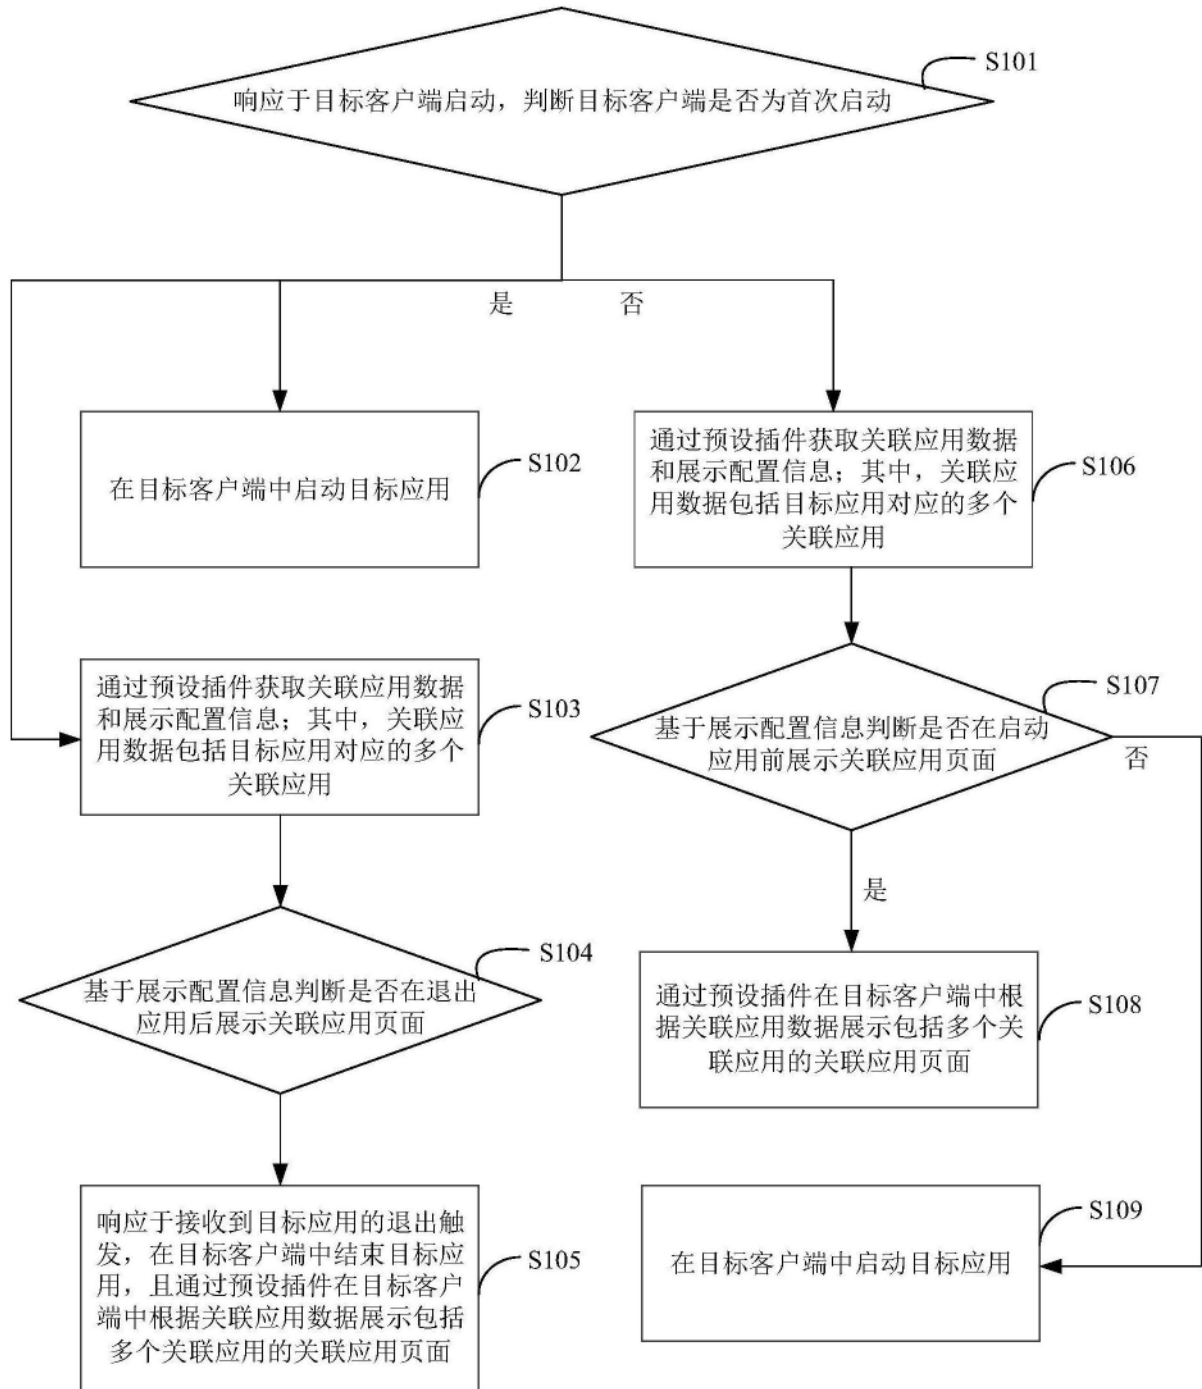 S101
响应于目标客户端启动，判断目标客户端是否为首次启动
是
否
在目标客户端中启动目标应用
S102
通过预设插件获取关联应用数据
和展示配置信息；其中，关联应
用数据包括目标应用对应的多个
关联应用
S106
通过预设插件获取关联应用数据
和展示配置信息；其中，关联应
用数据包括目标应用对应的多个
关联应用
S103
S107
基于展示配置信息判断是否在启动
应用前展示关联应用页面
否
是
S104
基于展示配置信息判断是否在退出
应用后展示关联应用页面
通过预设插件在目标客户端中根
据关联应用数据展示包括多个关
联应用的关联应用页面
S108
响应于接收到目标应用的退出触
发，在目标客户端中结束目标应
用，且通过预设插件在目标客户
端中根据关联应用数据展示包括
多个关联应用的关联应用页面
S105
在目标客户端中启动目标应用
S109